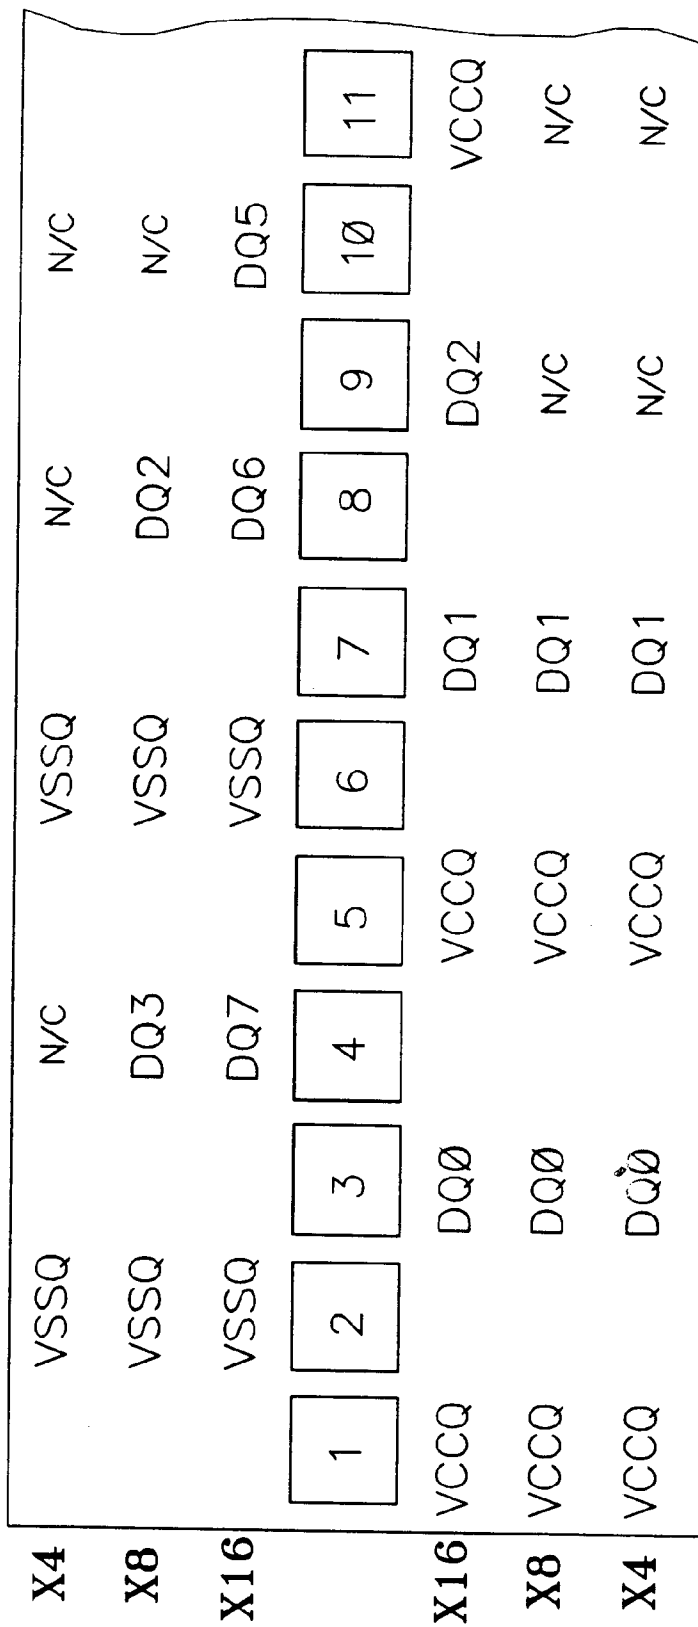 X4 VSSQ N/C VSSQ N/C N/C
X8 VSSQ DQ3 VSSQ DQ2 N/C
X16 VSSQ DQ7 VSSQ DQ6 DQ5
1 2 3 4 5 6 7 8 9 1Ø 11
X16 VCCQ DQØ VCCQ DQ1 DQ2 VCCQ
X8 VCCQ DQØ VCCQ DQ1 N/C N/C
X4 VCCQ DQØ VCCQ DQ1 N/C N/C